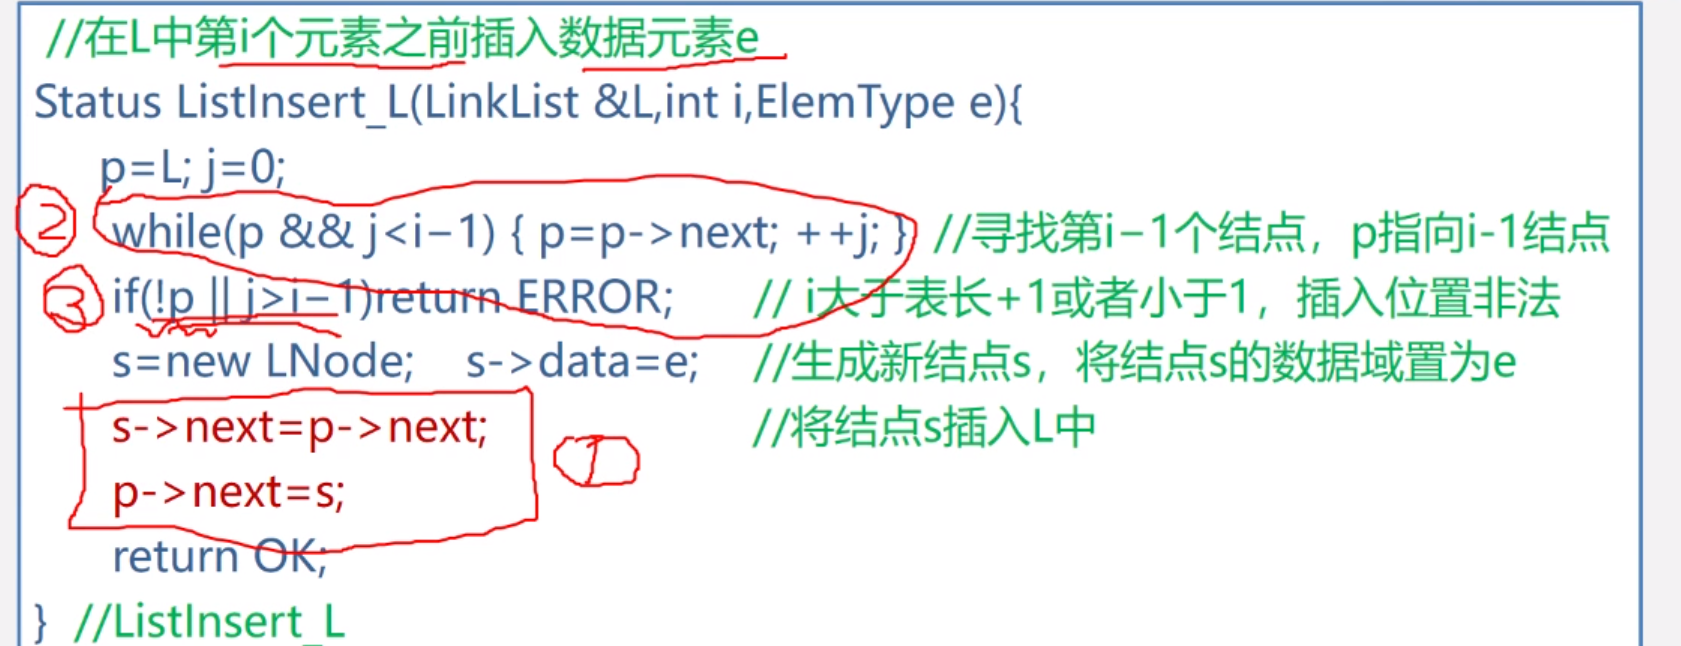 //在L中第i个元素之前插入数据元素e
Status ListInsert_L(LinkList &L,int i,ElemType e){
p=L; j=0;
② while(p && j<i−1) { p=p->next; ++j; } //寻找第i−1个结点，p指向i-1结点
③ if(!p || j>i−1)return ERROR; // i大于表长+1或者小于1，插入位置非法
s=new LNode; s->data=e; //生成新结点s，将结点s的数据域置为e
s->next=p->next; //将结点s插入L中
①
p->next=s;
return OK;
} //ListInsert_L